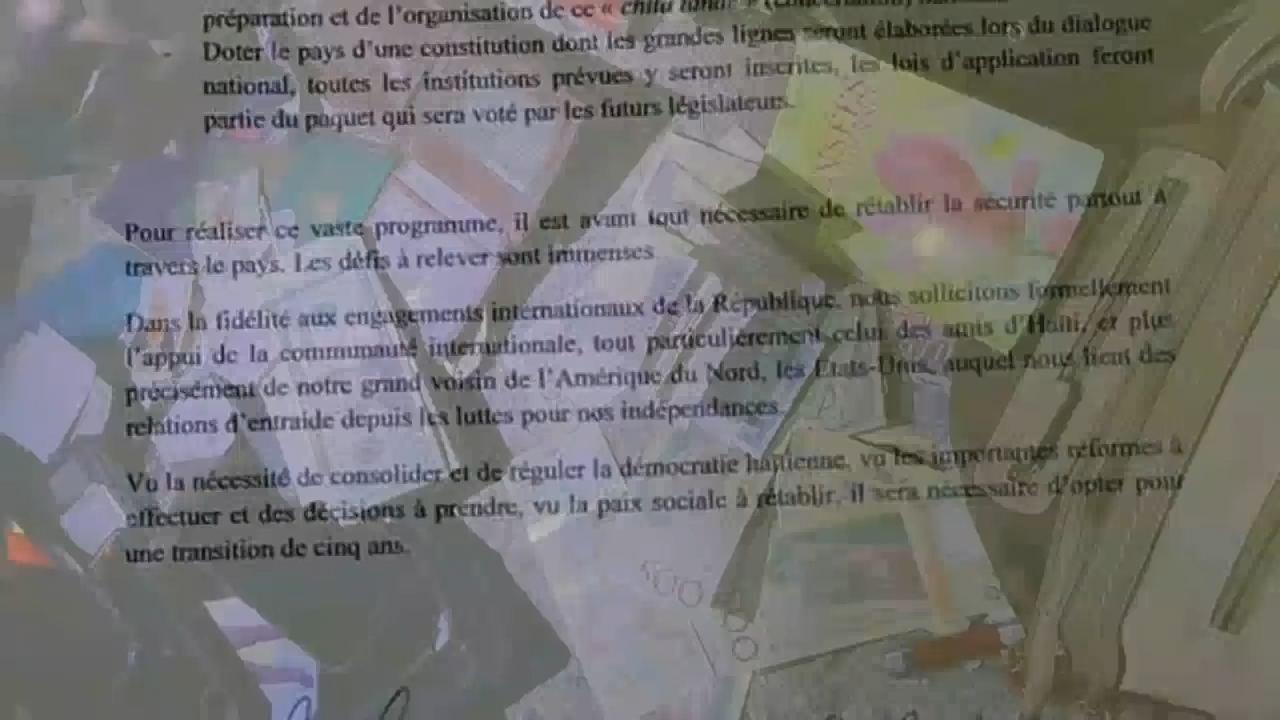 préparation et de l'organisation de ce «
- Doter le pays d'une constitution dont les grandes lignes seront élaborées lors du dialogue
national, toutes les institutions prévues y seront inscrites, les lois d'application feront
partie du paquet qui sera voté par les futurs législateurs.
Pour réaliser ce vaste programme, il est avant tout nécessaire de rétablir la sécurité partout à
travers le pays. Les défis à relever sont immenses
Dans la fidélité aux engagements internationaux de la République, nous sollicitons formellement
l'appui de la communauté internationale, tout particulièrement celui des amis d'Haïti, et plus
précisément de notre grand voisin de l'Amérique du Nord, les États-Unis, auquel nous lient des
relations d'entraide depuis les luttes pour nos indépendances
Vu la nécessité de consolider et de réguler la démocratie haïtienne, vu les importantes réformes à
effectuer et des décisions à prendre, vu la paix sociale à rétablir, il sera nécessaire d'opter pour
une transition de cinq ans.